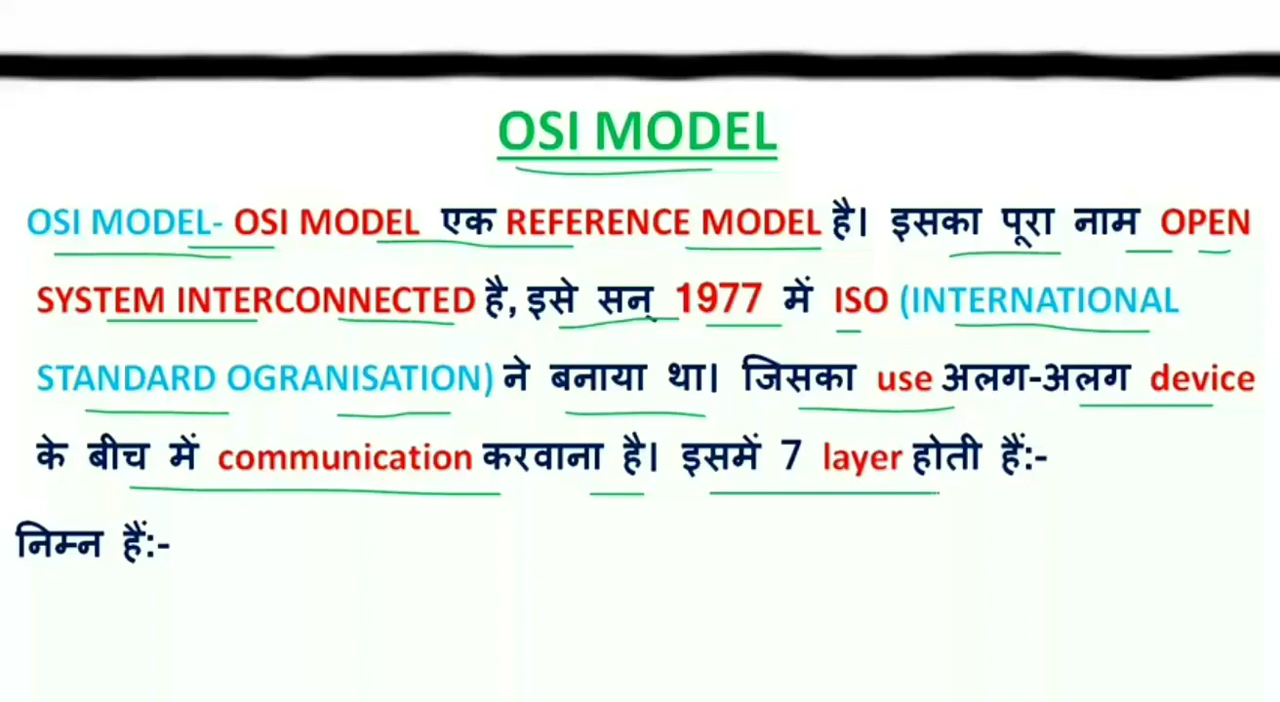 OSI MODEL
OSI MODEL- OSI MODEL एक REFERENCE MODEL है। इसका पूरा नाम OPEN
SYSTEM INTERCONNECTED है, इसे सन् 1977 में ISO (INTERNATIONAL
STANDARD OGRANISATION) ने बनाया था। जिसका use अलग-अलग device
के बीच में communication करवाना है। इसमें 7 layer होती हैं:-
निम्न हैं:-